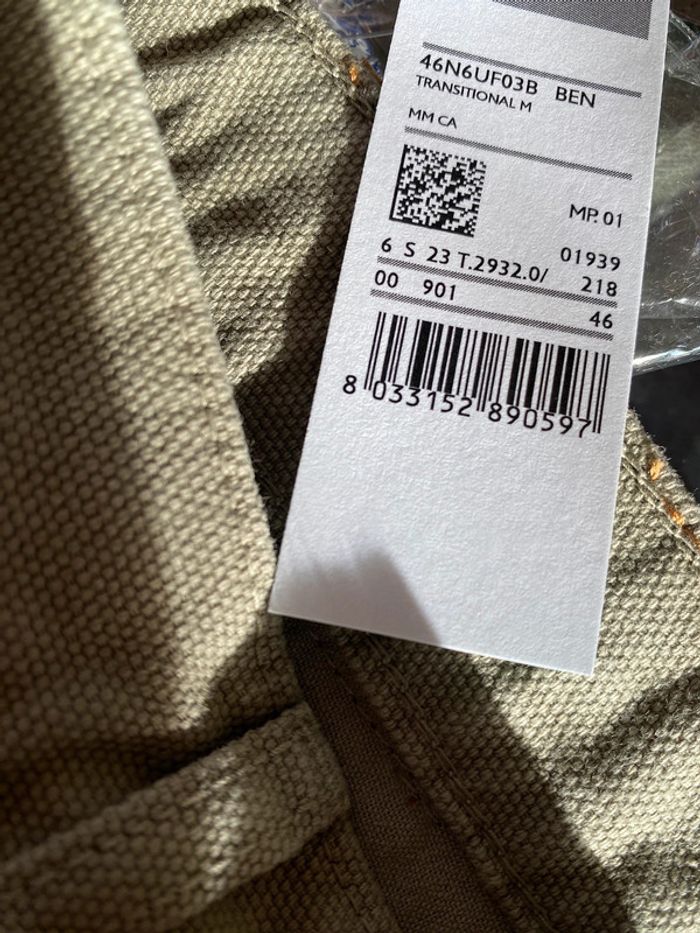 46N6UF03B BEN
TRANSITIONAL M
MM CA
MP. 01
01939
6 S 23 T.2932.0/ 218
00 901 46
8 033152 890597